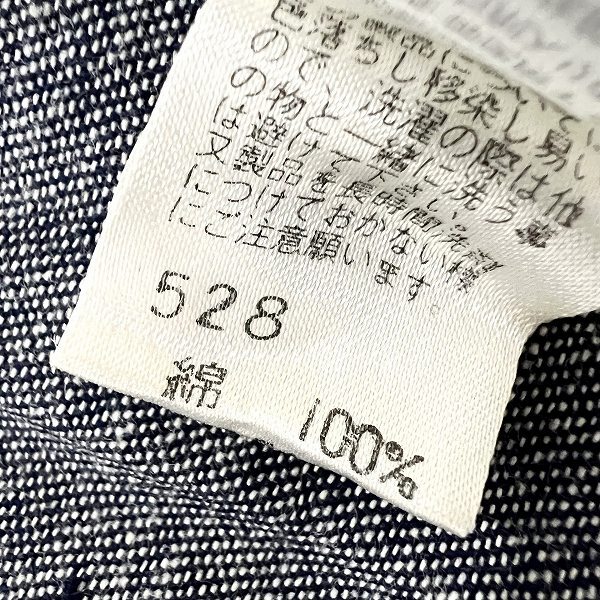 色落ちし移染し易い
ので、洗濯の際は他
の物と一緒に洗う事
は避けて下さい。
又製品を長時間洗剤
につけておかない様
にご注意願います。
528
綿 100%